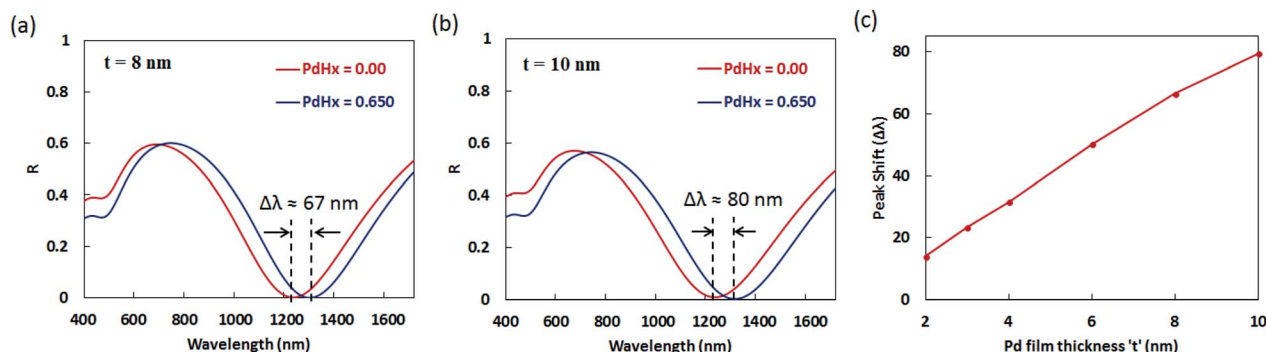 (a)
1
0.8
0.6
0.4
0.2
0
R
t = 8 nm
PdHx = 0.00
PdHx = 0.650
Δλ ≈ 67 nm
400 600 800 1000 1200 1400 1600
Wavelength (nm)
(b)
1
0.8
0.6
0.4
0.2
0
R
t = 10 nm
PdHx = 0.00
PdHx = 0.650
Δλ ≈ 80 nm
400 600 800 1000 1200 1400 1600
Wavelength (nm)
(c)
80
60
40
20
0
Peak Shift (Δλ)
2 4 6 8 10
Pd film thickness 't' (nm)